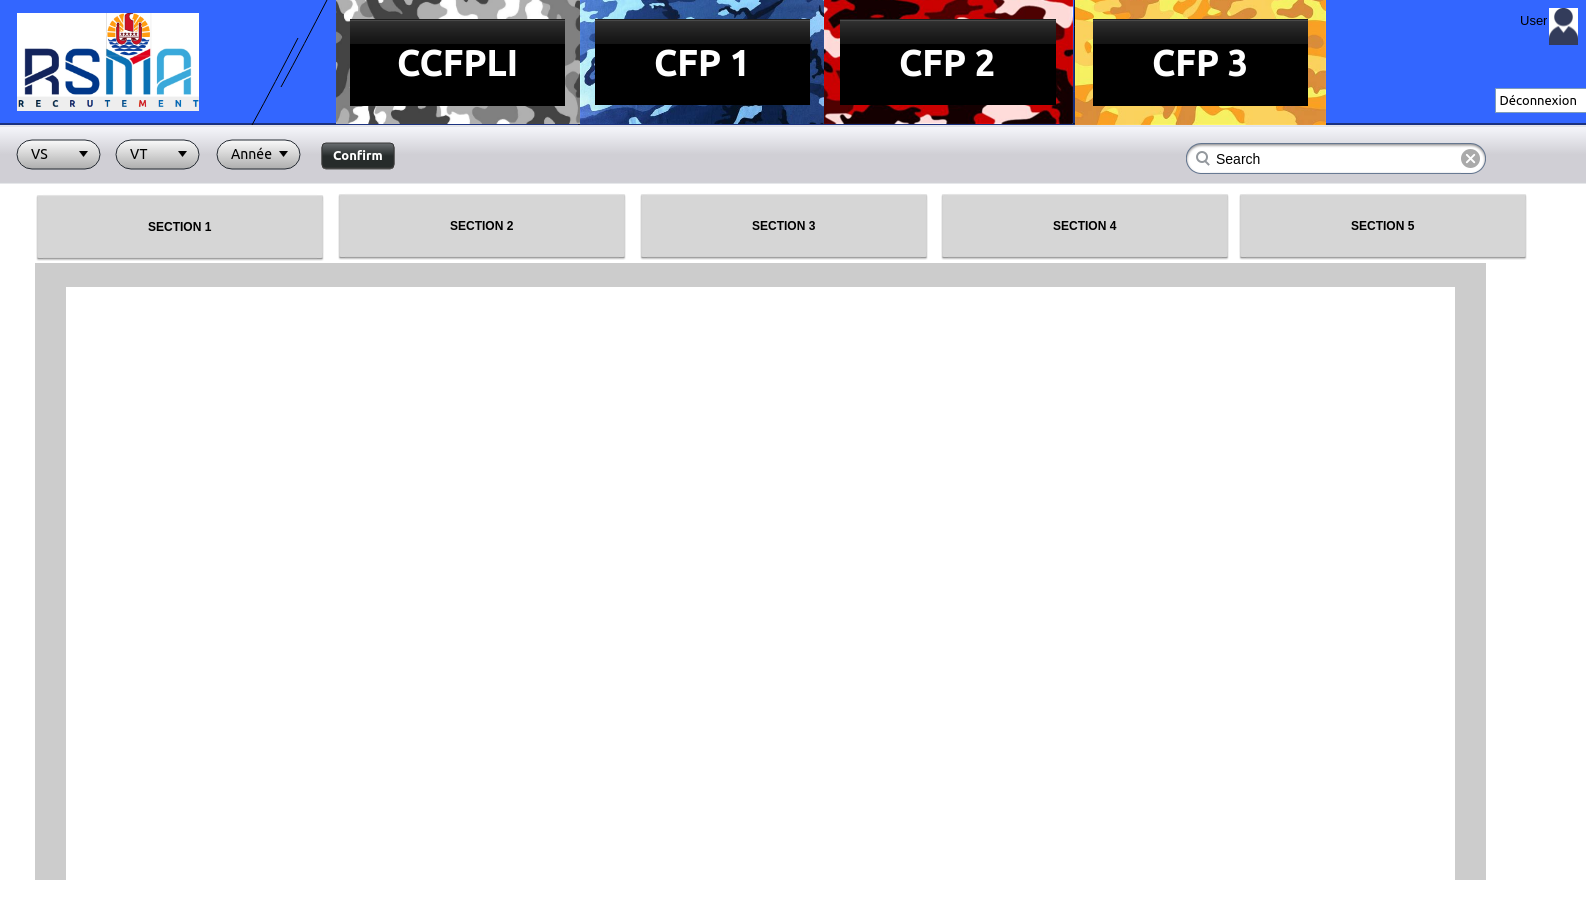 RSMA
RECRUTEMENT
CCFPLI
CFP 1
CFP 2
CFP 3
User
Déconnexion
VS
VT
Année
Confirm
Search
SECTION 1
SECTION 2
SECTION 3
SECTION 4
SECTION 5